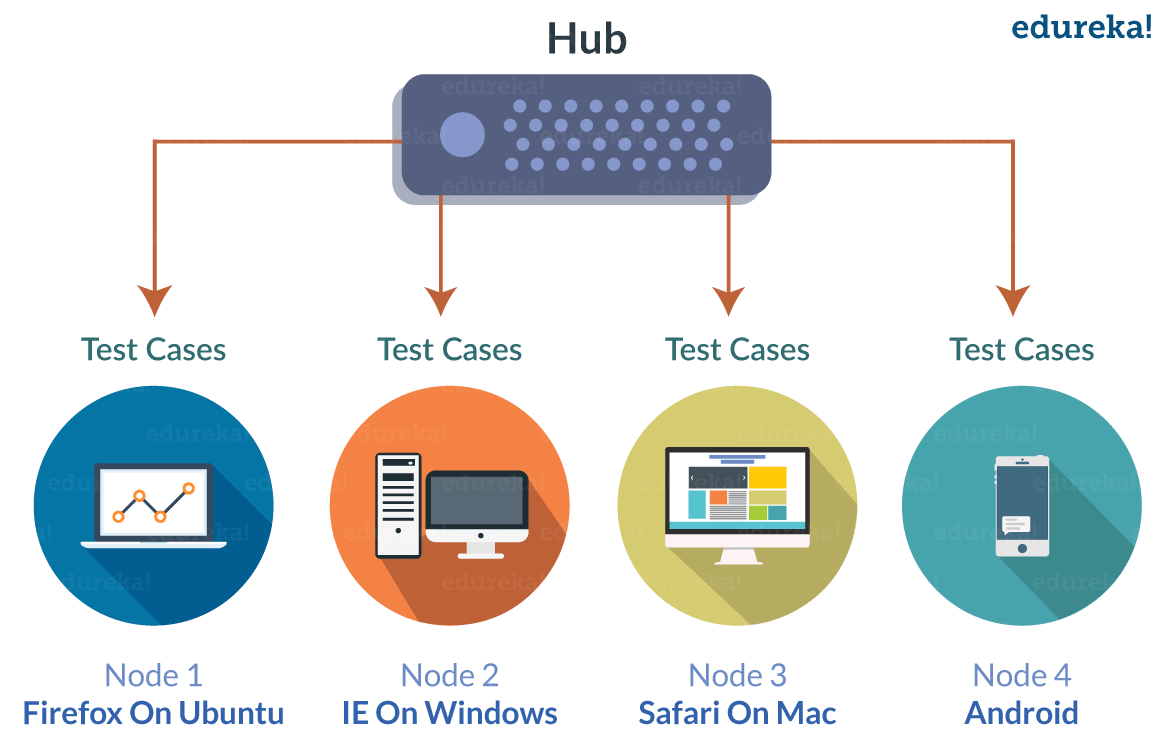 Hub
edureka!
Test Cases
Test Cases
Test Cases
Test Cases
Node 1
Firefox On Ubuntu
Node 2
IE On Windows
Node 3
Safari On Mac
Node 4
Android